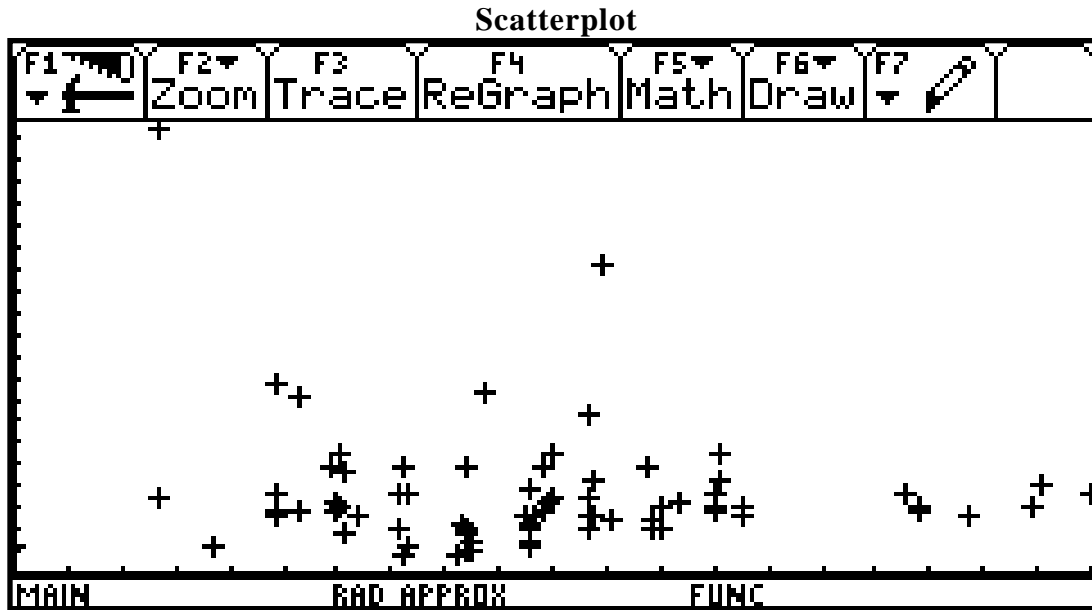 Scatterplot
F1 F2 F3 F4 F5 F6 F7
Zoom Trace ReGraph Math Draw
MAIN RAD APPROX FUNC